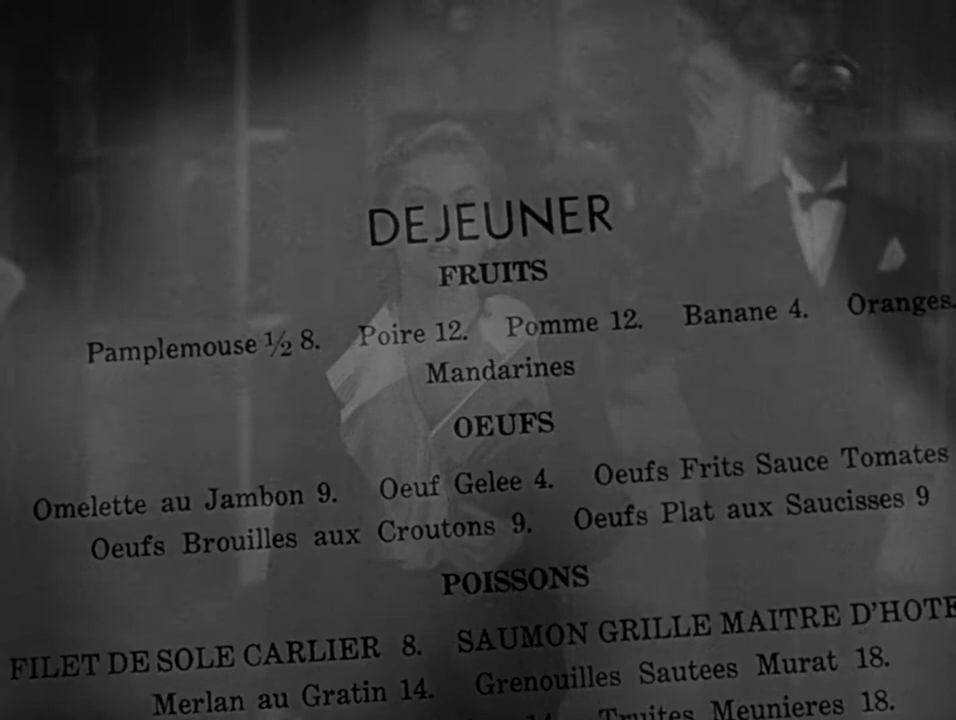 DEJEUNER
FRUITS
Pamplemouse ½ 8. Poire 12. Pomme 12. Banane 4. Oranges.
Mandarines
OEUFS
Omelette au Jambon 9. Oeuf Gelee 4. Oeufs Frits Sauce Tomates
Oeufs Brouilles aux Croutons 9. Oeufs Plat aux Saucisses 9
POISSONS
FILET DE SOLE CARLIER 8. SAUMON GRILLE MAITRE D'HOTE
Merlan au Gratin 14. Grenouilles Sautees Murat 18.
Truites Meunieres 18.